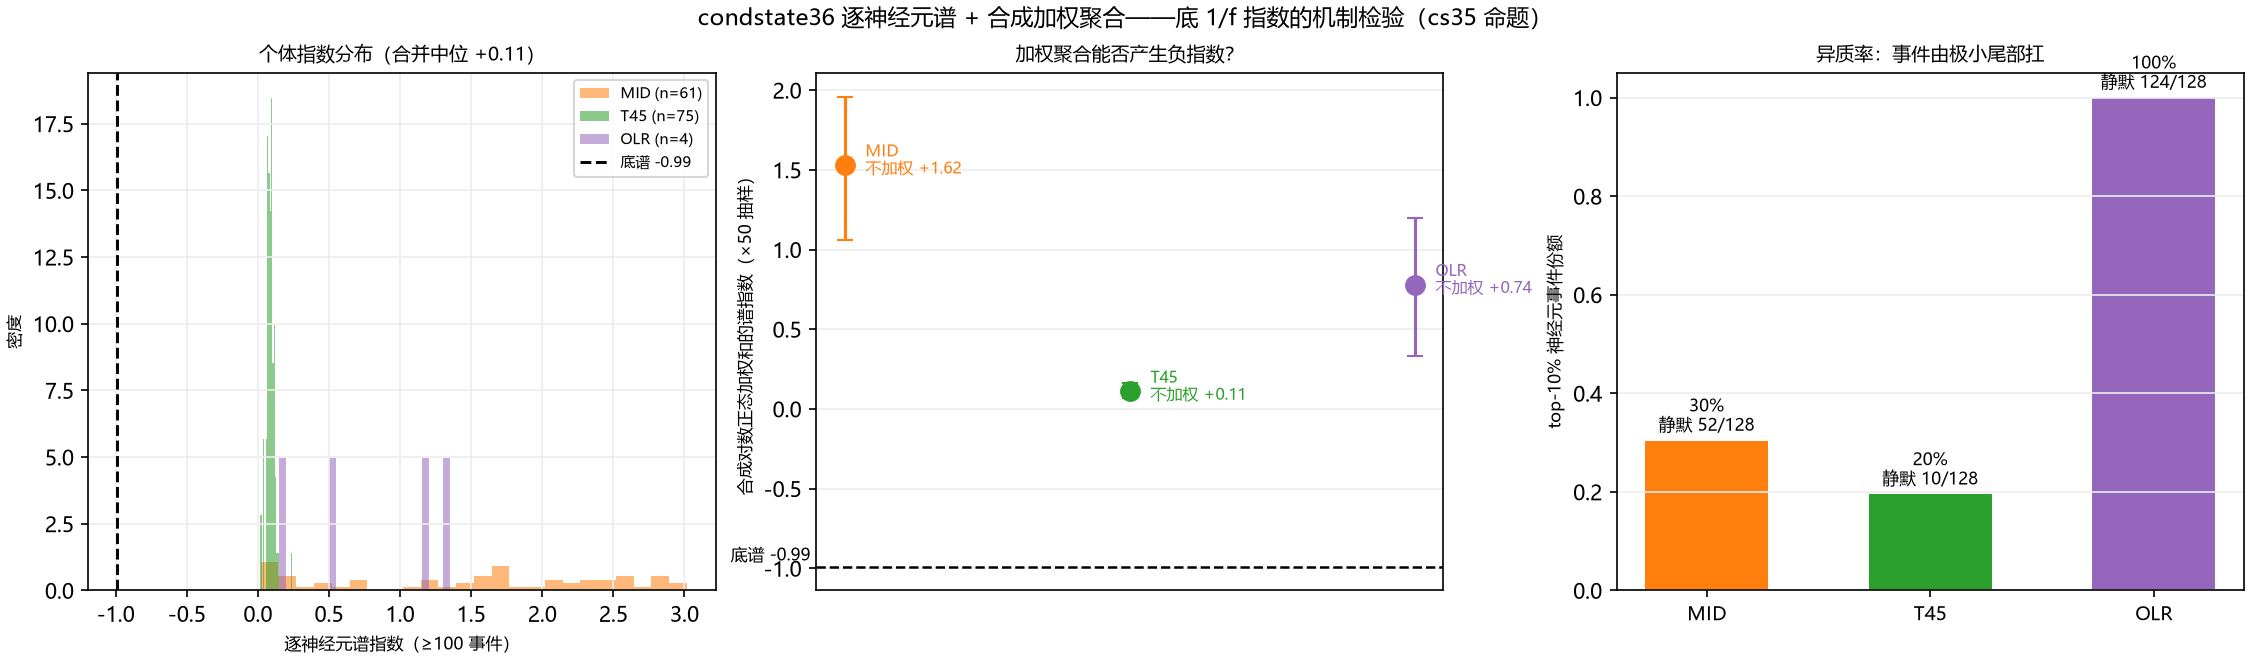 condstate36 逐神经元谱 + 合成加权聚合——底 1/f 指数的机制检验（cs35 命题）
个体指数分布（合并中位 +0.11）
密度
17.5
15.0
12.5
10.0
7.5
5.0
2.5
0.0
MID (n=61)
T45 (n=75)
OLR (n=4)
底谱 -0.99
-1.0
-0.5
0.0
0.5
1.0
1.5
2.0
2.5
3.0
逐神经元谱指数（≥100 事件）
加权聚合能否产生负指数?
合成对数正态加权和的谱指数（×50 抽样）
2.0
1.5
1.0
0.5
0.0
-0.5
-1.0
底谱 -0.99
MID
不加权 +1.62
T45
不加权 +0.11
OLR
不加权 +0.74
异质率：事件由极小尾部扛
top-10% 神经元事件份额
1.0
0.8
0.6
0.4
0.2
0.0
30%
静默 52/128
20%
静默 10/128
100%
静默 124/128
MID
T45
OLR